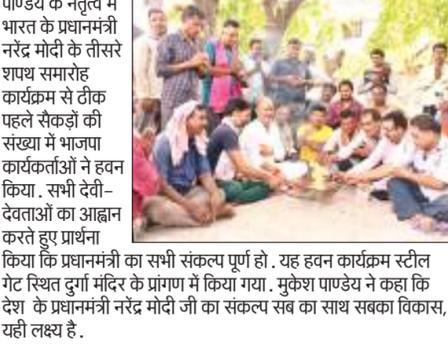 पाण्डेय के नेतृत्व में
भारत के प्रधानमंत्री
नरेंद्र मोदी के तीसरे
शपथ समारोह
कार्यक्रम से ठीक
पहले सैकड़ों की
संख्या में भाजपा
कार्यकर्ताओं ने हवन
किया. सभी देवी-
देवताओं का आह्वान
करते हुए प्रार्थना
किया कि प्रधानमंत्री का सभी संकल्प पूर्ण हो. यह हवन कार्यक्रम स्टील
गेट स्थित दुर्गा मंदिर के प्रांगण में किया गया. मुकेश पाण्डेय ने कहा कि
देश के प्रधानमंत्री नरेंद्र मोदी जी का संकल्प सब का साथ सबका विकास,
यही लक्ष्य है.